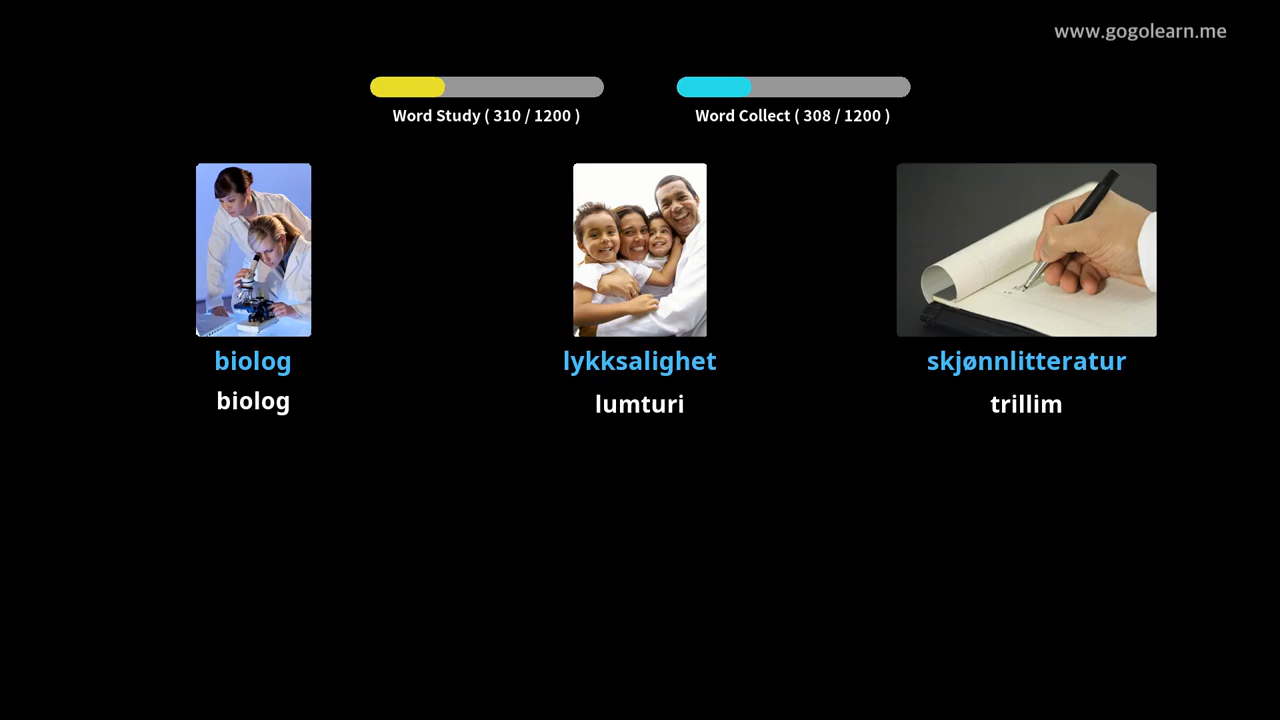 www.gogolearn.me
Word Study ( 310 / 1200 )
Word Collect ( 308 / 1200 )
biolog
lykksalighet
skjønnlitteratur
biolog
lumturi
trillim